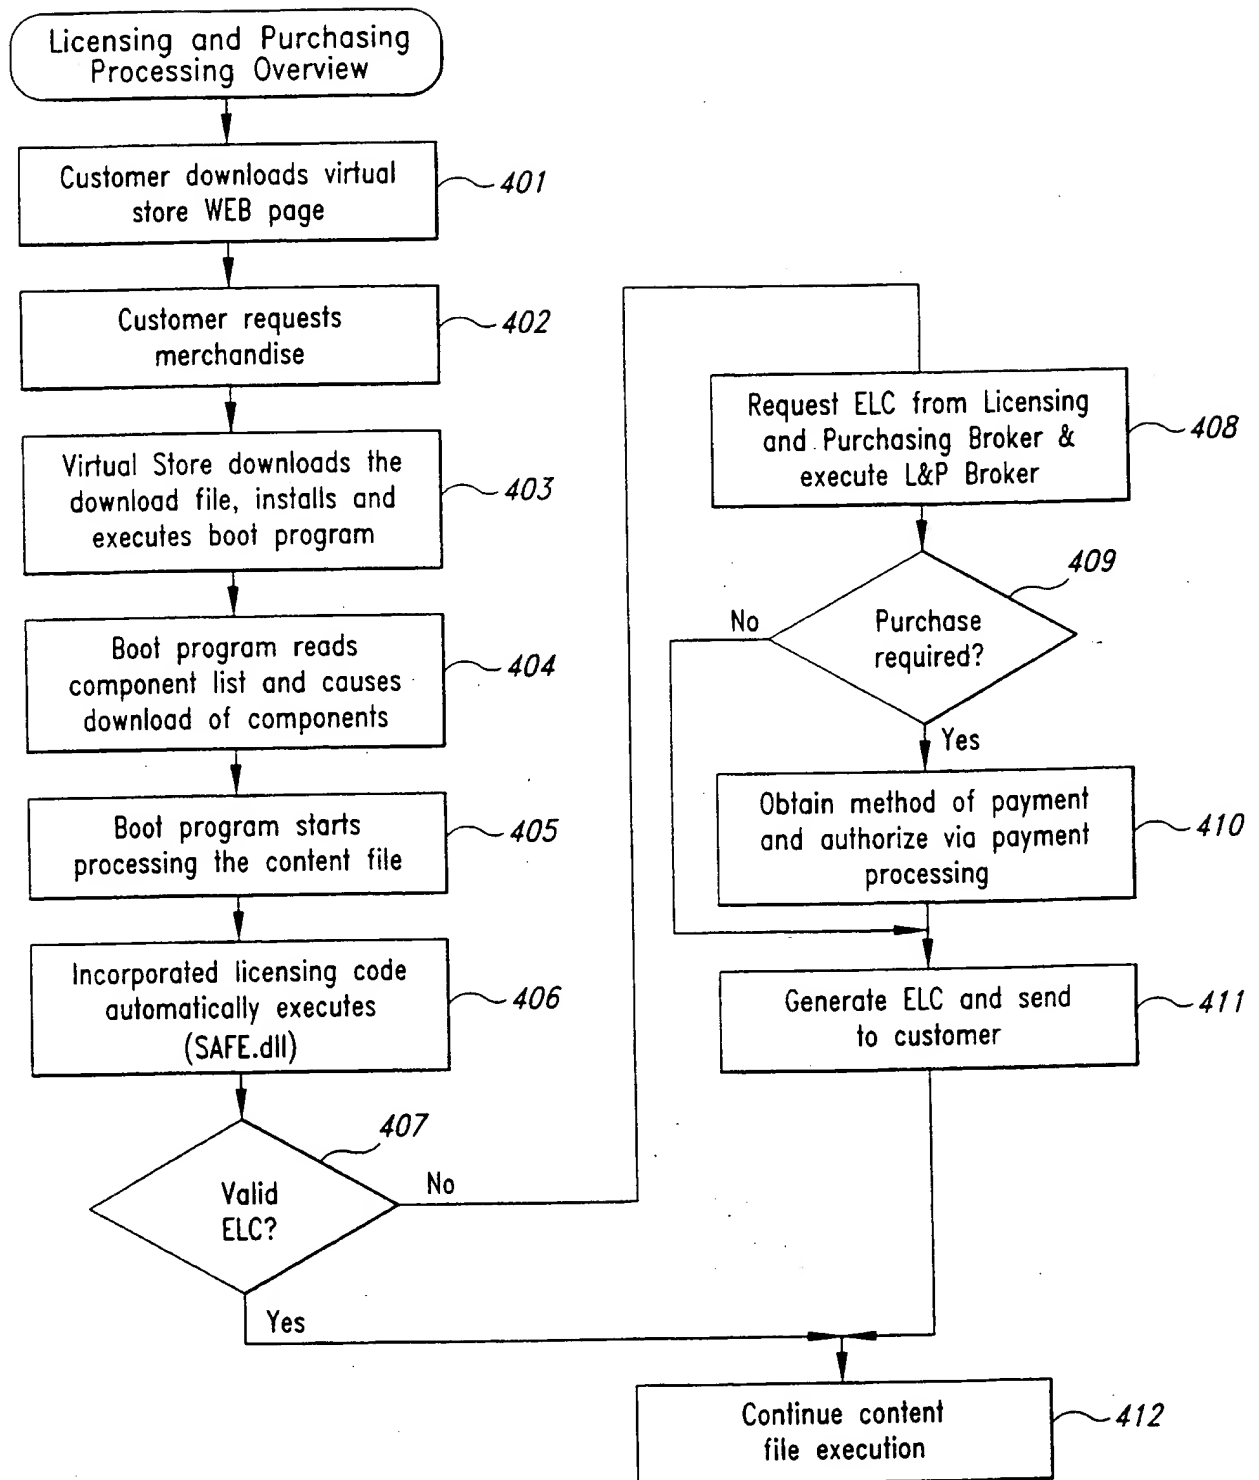 Licensing and Purchasing
Processing Overview
Customer downloads virtual
store WEB page
401
Customer requests
merchandise
402
Virtual Store downloads the
download file, installs and
executes boot program
403
Boot program reads
component list and causes
download of components
404
Boot program starts
processing the content file
405
Incorporated licensing code
automatically executes
(SAFE.dll)
406
407
Valid
ELC?
No
Yes
Request ELC from Licensing
and Purchasing Broker &
execute L&P Broker
408
409
Purchase
required?
No
Yes
Obtain method of payment
and authorize via payment
processing
410
Generate ELC and send
to customer
411
Continue content
file execution
412